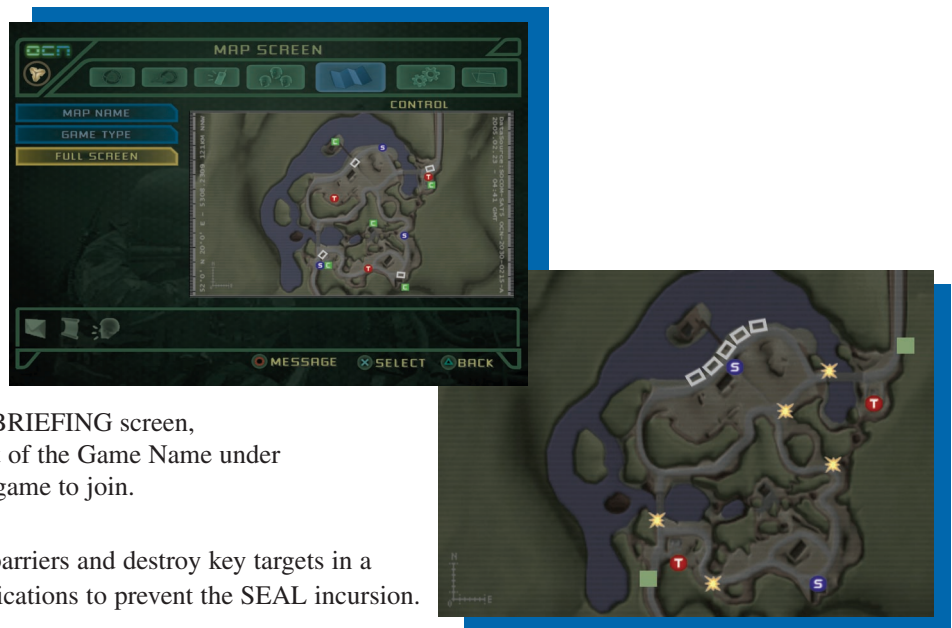 OCN
MAP SCREEN
CONTROL
MAP NAME
GAME TYPE
FULL SCREEN
C
S
T
C
T
C
S
S C
T
C
MESSAGE SELECT BACK
S
T
T
S
N
E
BRIEFING screen,
of the Game Name under
game to join.
barriers and destroy key targets in a
ications to prevent the SEAL incursion.